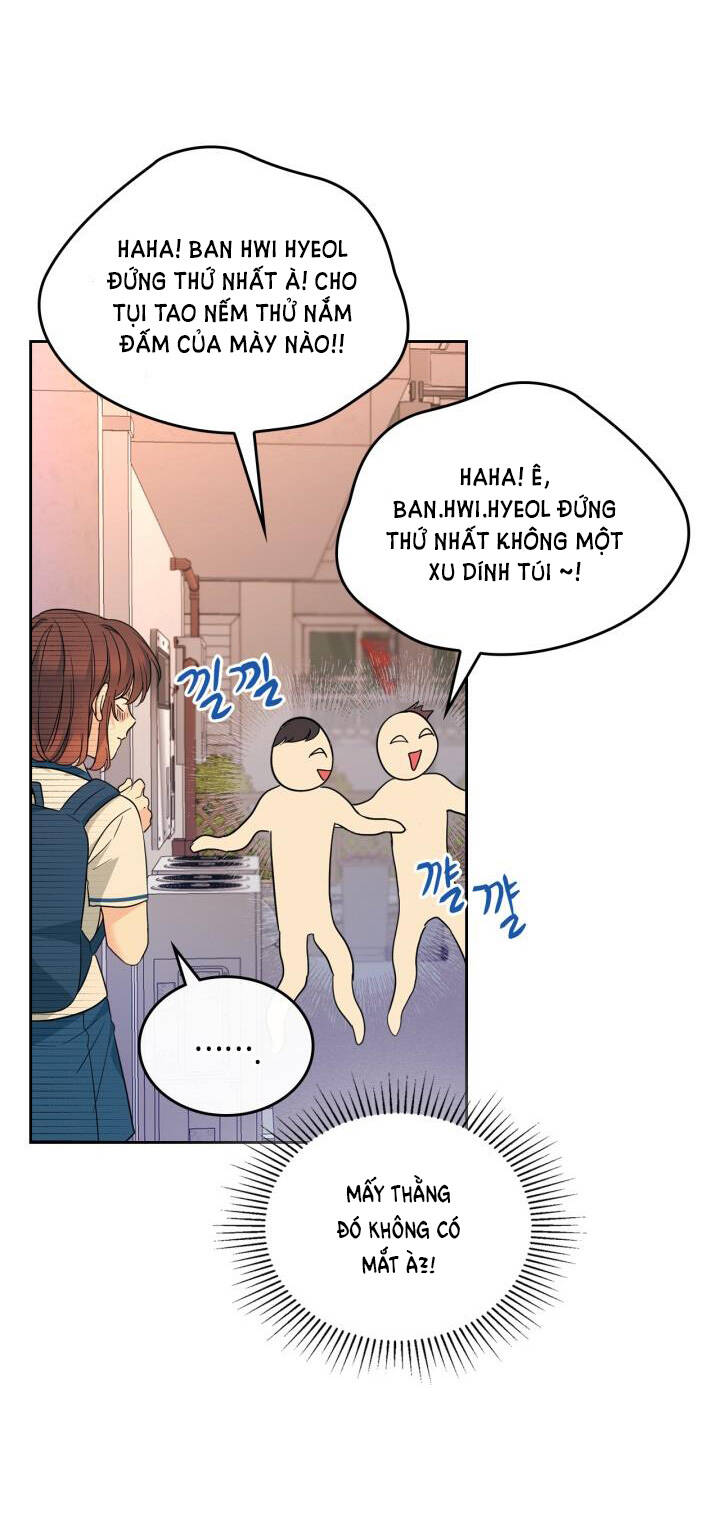 HAHA! BAN HWI HYEOL
ĐỨNG THỨ NHẤT À! CHO
TỤI TAO NẾM THỬ NẮM
ĐẤM CỦA MÀY NÀO!!
HAHA! Ê,
BAN.HWI.HYEOL ĐỨNG
THỨ NHẤT KHÔNG MỘT
XU DÍNH TÚI ~!
낄낄
꺌꺌
.......
MẤY THẰNG
ĐÓ KHÔNG CÓ
MẮT À?!